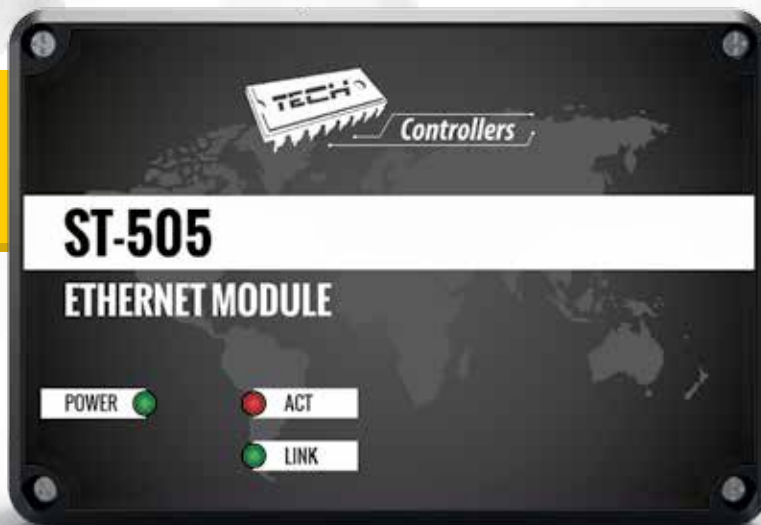 TECH
Controllers
ST-505
ETHERNET MODULE
POWER
ACT
LINK